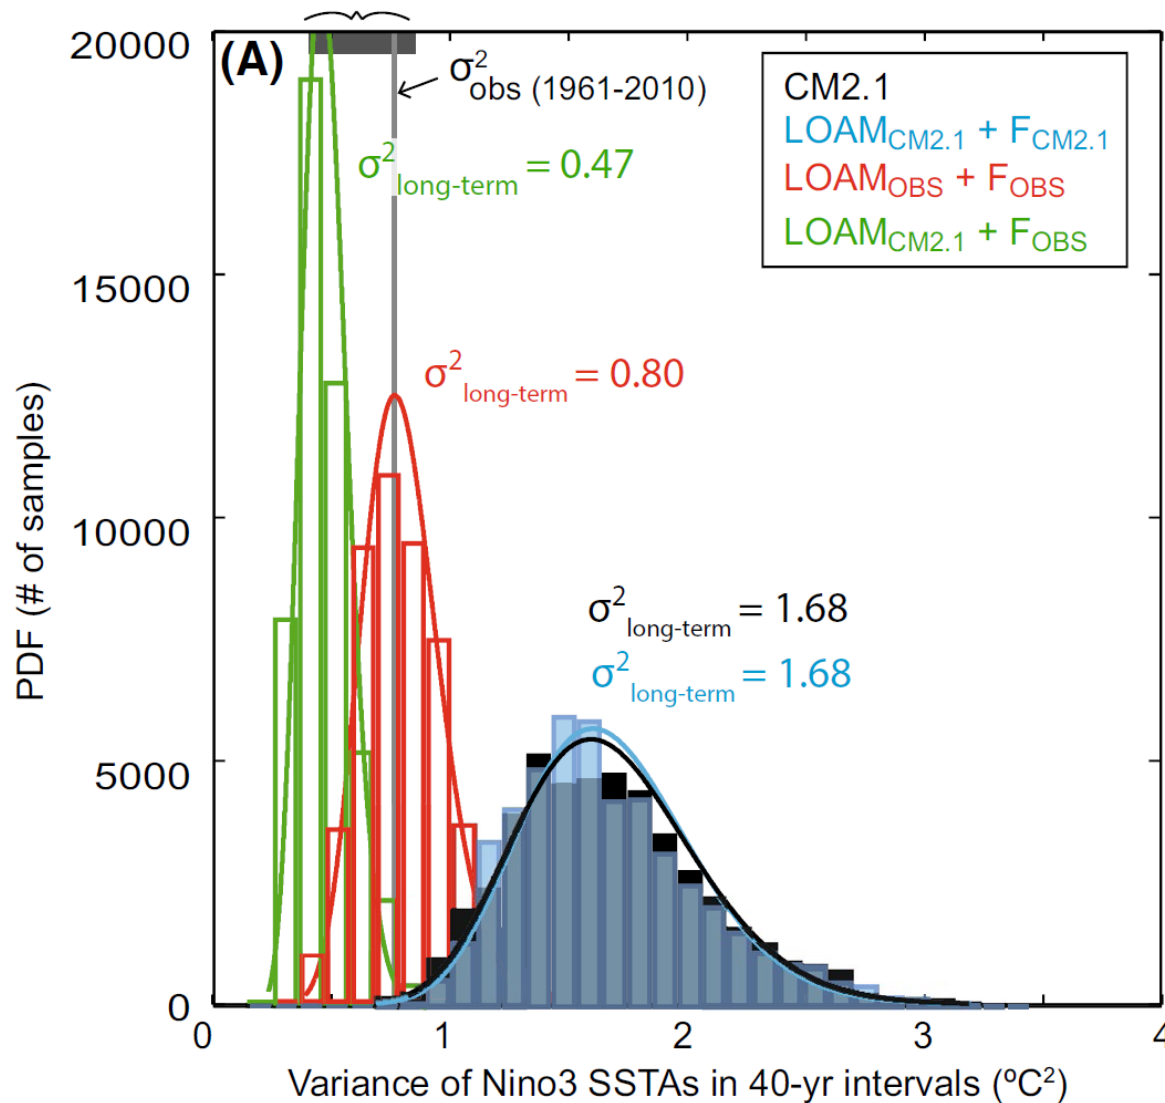 (A)
σ²obs (1961-2010)
CM2.1
LOAMCM2.1 + FCM2.1
LOAMOBS + FOBS
LOAMCM2.1 + FOBS
σ²long-term = 0.47
σ²long-term = 0.80
σ²long-term = 1.68
σ²long-term = 1.68
20000
15000
10000
5000
0
PDF (# of samples)
0 1 2 3 4
Variance of Nino3 SSTAs in 40-yr intervals (ºC²)